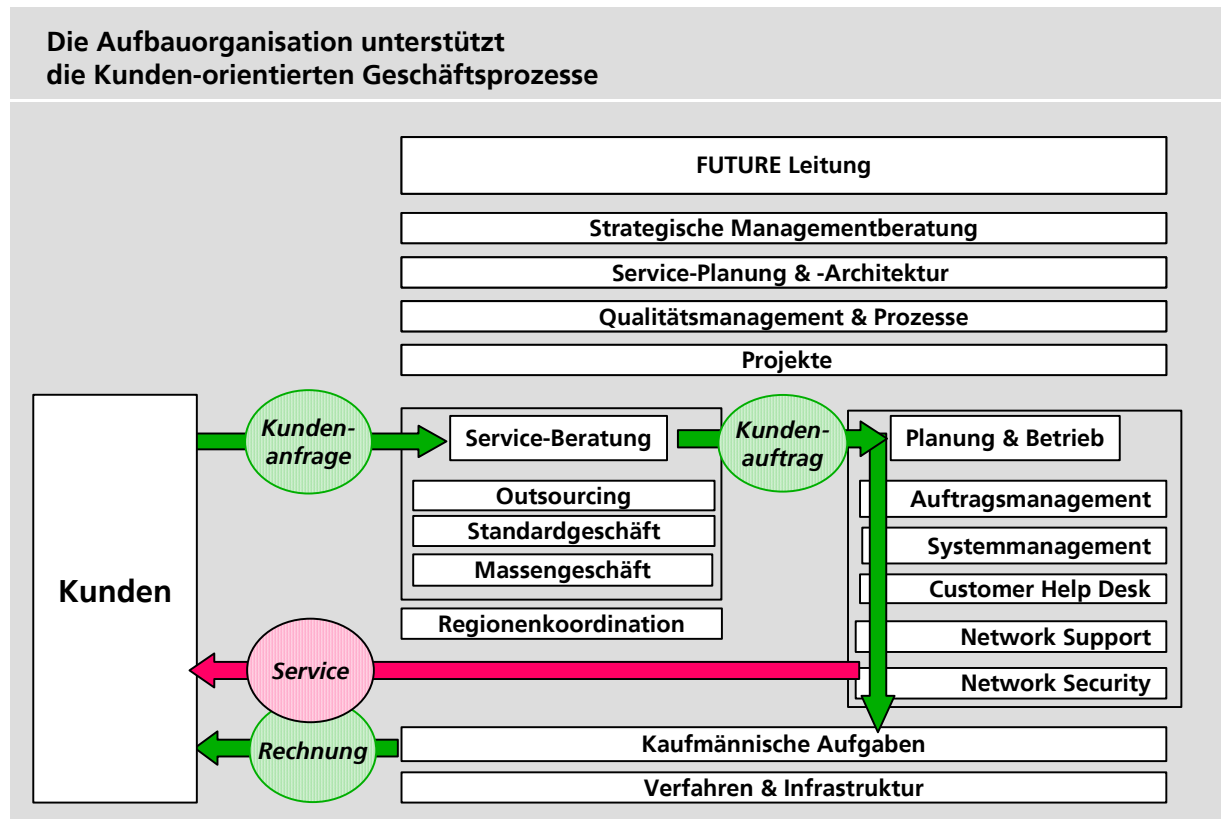 Die Aufbauorganisation unterstützt
die Kunden-orientierten Geschäftsprozesse
FUTURE Leitung
Strategische Managementberatung
Service-Planung & -Architektur
Qualitätsmanagement & Prozesse
Projekte
Kunden
Kunden-
anfrage
Service-Beratung
Outsourcing
Standardgeschäft
Massengeschäft
Regionenkoordination
Kunden-
auftrag
Planung & Betrieb
Auftragsmanagement
Systemmanagement
Customer Help Desk
Network Support
Network Security
Service
Rechnung
Kaufmännische Aufgaben
Verfahren & Infrastruktur